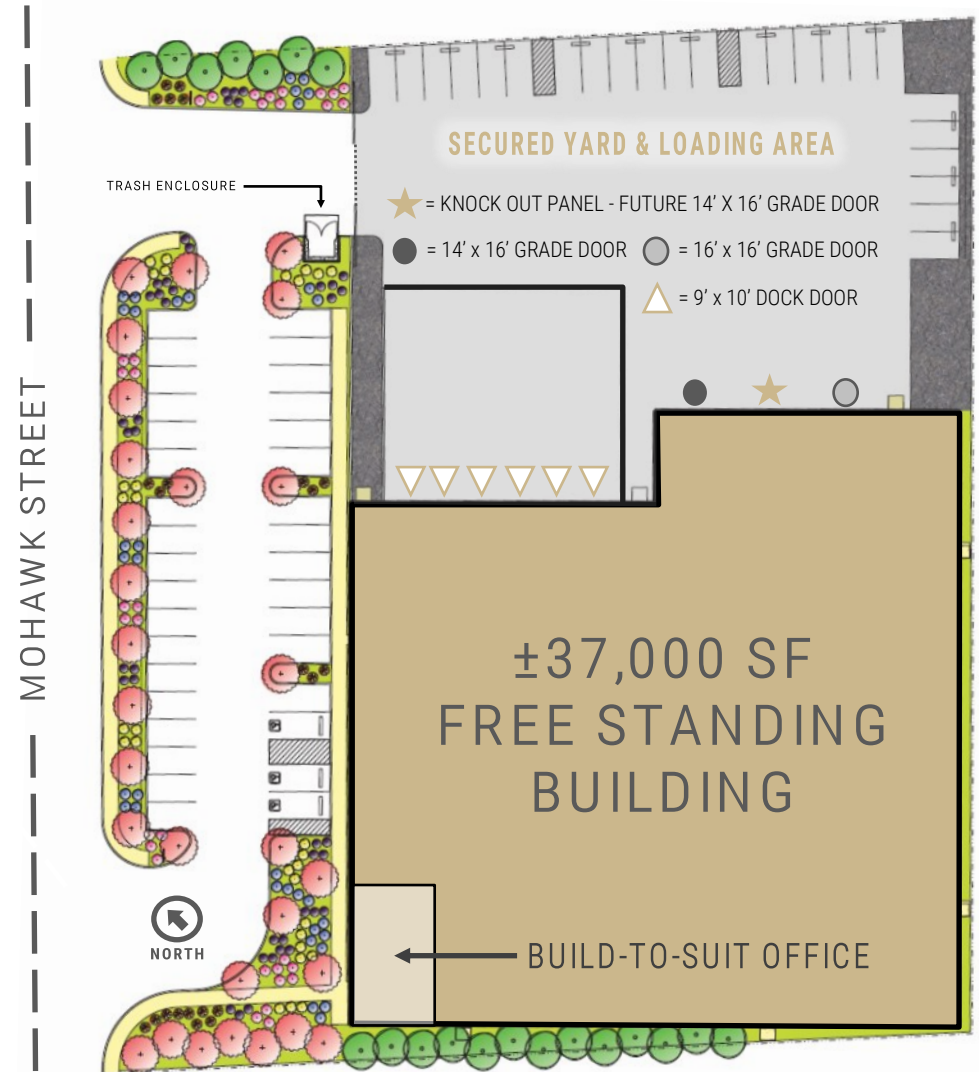 SECURED YARD & LOADING AREA
TRASH ENCLOSURE
= KNOCK OUT PANEL - FUTURE 14' X 16' GRADE DOOR
= 14' x 16' GRADE DOOR
= 16' x 16' GRADE DOOR
= 9' x 10' DOCK DOOR
MOHAWK STREET
±37,000 SF
FREE STANDING
BUILDING
NORTH
BUILD-TO-SUIT OFFICE